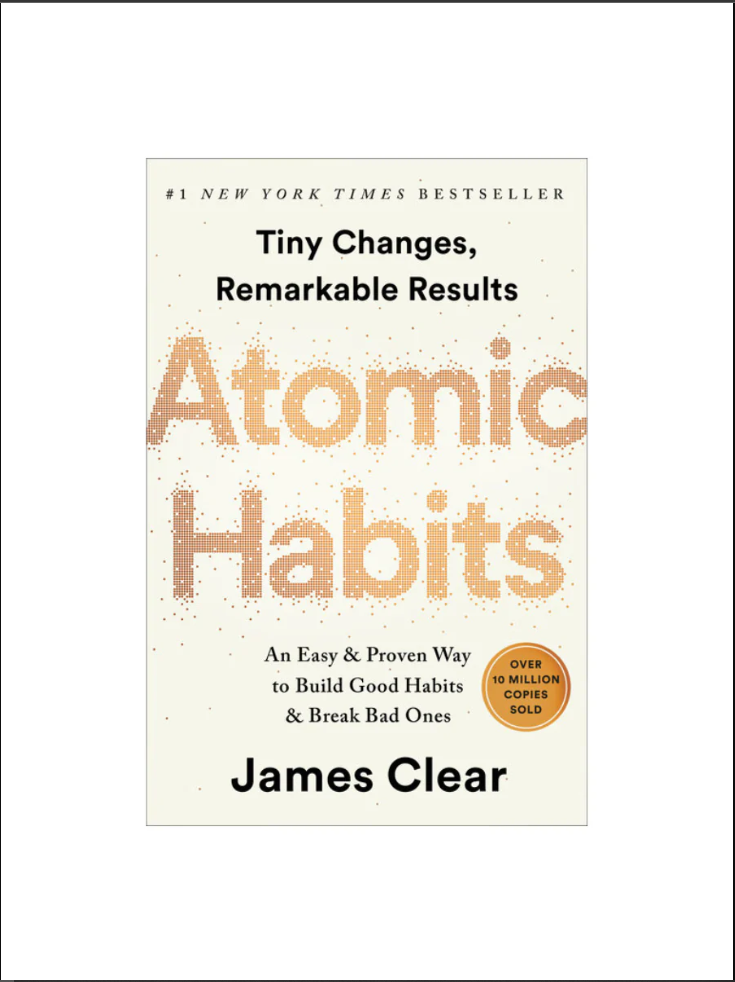 #1 NEW YORK TIMES BESTSELLER
Tiny Changes,
Remarkable Results
Atomic
Habits
An Easy & Proven Way
to Build Good Habits
& Break Bad Ones
OVER
10 MILLION
COPIES
SOLD
James Clear